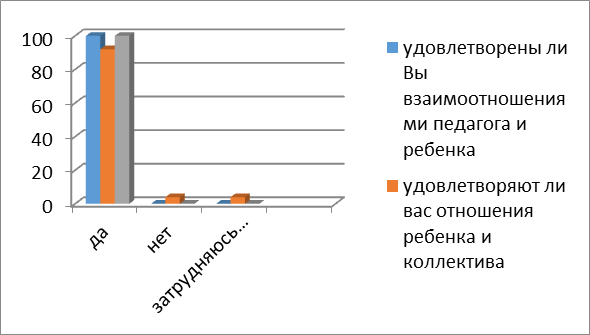 100
80
60
40
20
0
да
нет
затрудняюсь...
удовлетворены ли
Вы
взаимоотношения
ми педагога и
ребенка
удовлетворяют ли
вас отношения
ребенка и
коллектива